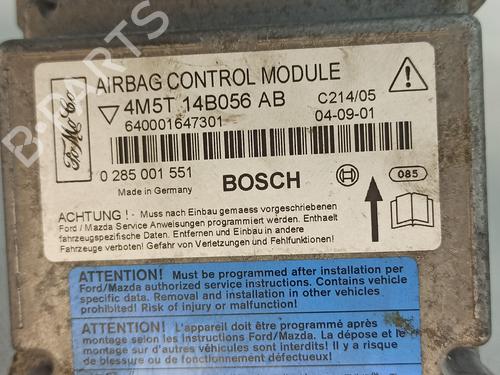 B-PARTS
FoMoCo
AIRBAG CONTROL MODULE
4M5T 14B056 AB C214/05
640001647301 04-09-01
0 285 001 551
Made in Germany
BOSCH
085
ACHTUNG ! - Muss nach Einbau gemaess vorgeschriebenen
Ford / Mazda Service Anweisungen programmiert werden. Enthaelt
fahrzeugspezifische Daten. Entfernen und Einbau in andere
Fahrzeuge verboten! Gefahr von Verletzungen und Fehlfunktionen!
ATTENTION! Must be programmed after installation per
Ford/Mazda authorized service instructions. Contains vehicle
specific data. Removal and installation in other vehicles
prohibited! Risk of injury or malfunction!
ATTENTION! L'appareil doit être programmé après
montage selon les instructions Ford/Mazda. La dépose et le
montage sur d'autres véhicules sont interdits! Il y a risque
de blessure ou de fonctionnement défectueux!